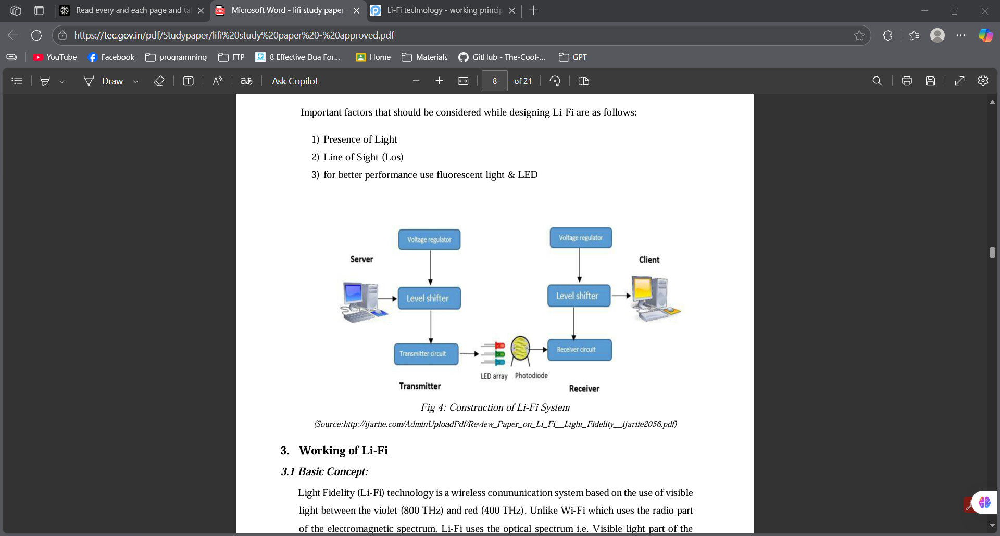 Read every and each page and ta
Microsoft Word - lifi study paper
Li-Fi technology - working princip
https://tec.gov.in/pdf/Studypaper/lifi%20study%20paper%20-%20approved.pdf
YouTube Facebook programming FTP 8 Effective Dua For... Home Materials GitHub - The-Cool-... GPT
Draw aあ Ask Copilot 8 of 21
Important factors that should be considered while designing Li-Fi are as follows:
1) Presence of Light
2) Line of Sight (Los)
3) for better performance use fluorescent light & LED
Voltage regulator Voltage regulator
Server Client
Level shifter Level shifter
Transmitter circuit Receiver circuit
LED array Photodiode
Transmitter Receiver
Fig 4: Construction of Li-Fi System
(Source:http://ijariie.com/AdminUploadPdf/Review_Paper_on_Li_Fi__Light_Fidelity__ijariie2056.pdf)
3. Working of Li-Fi
3.1 Basic Concept:
Light Fidelity (Li-Fi) technology is a wireless communication system based on the use of visible
light between the violet (800 THz) and red (400 THz). Unlike Wi-Fi which uses the radio part
of the electromagnetic spectrum, Li-Fi uses the optical spectrum i.e. Visible light part of the